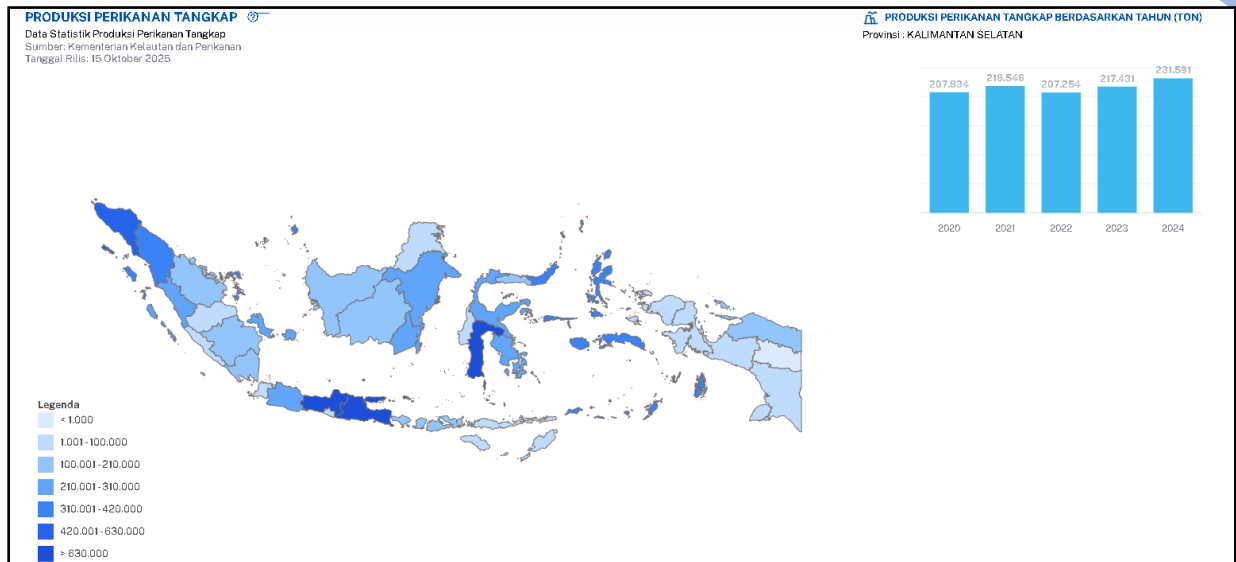 PRODUKSI PERIKANAN TANGKAP
Data Statistik Produksi Perikanan Tangkap
Sumber: Kementerian Kelautan dan Perikanan
Tanggal Rilis: 15 Oktober 2025
PRODUKSI PERIKANAN TANGKAP BERDASARKAN TAHUN (TON)
Provinsi : KALIMANTAN SELATAN
207.834
218.546
207.254
217.431
231.591
2020
2021
2022
2023
2024
Legenda
< 1.000
1.001 - 100.000
100.001 - 210.000
210.001 - 310.000
310.001 - 420.000
420.001 - 630.000
> 630.000